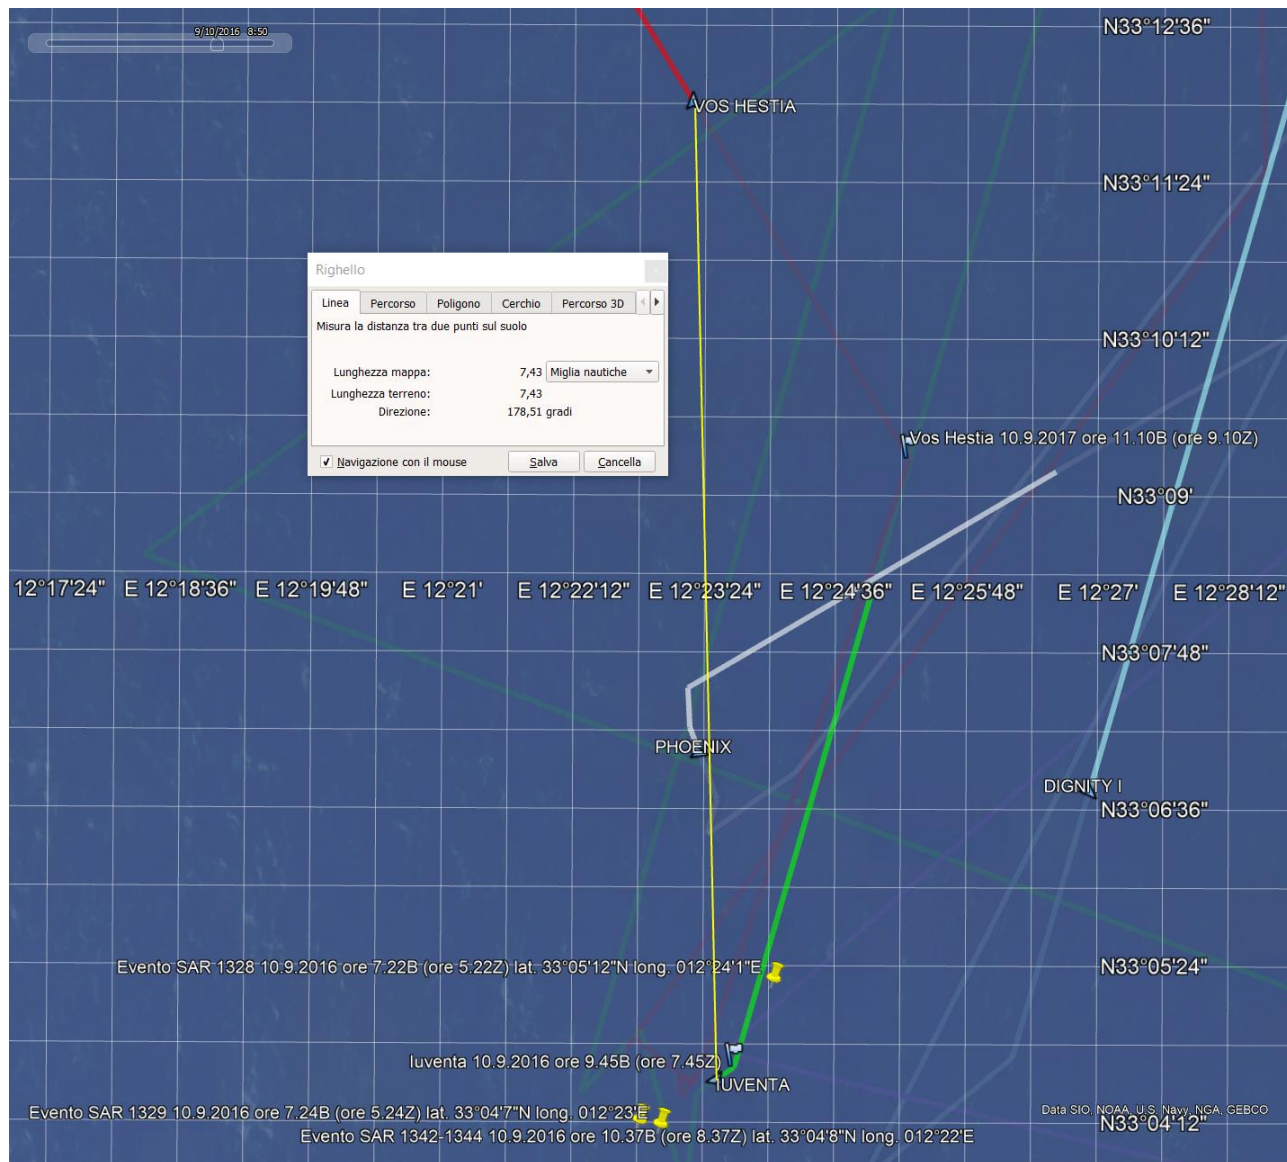 9/10/2016 8:50
N33°12'36"
VOS HESTIA
N33°11'24"
Righello
Linea Percorso Poligono Cerchio Percorso 3D
Misura la distanza tra due punti sul suolo
Lunghezza mappa: 7,43 Miglia nautiche
Lunghezza terreno: 7,43
Direzione: 178,51 gradi
Navigazione con il mouse Salva Cancella
N33°10'12"
Vos Hestia 10.9.2017 ore 11.10B (ore 9.10Z)
N33°09'
12°17'24" E 12°18'36" E 12°19'48" E 12°21' E 12°22'12" E 12°23'24" E 12°24'36" E 12°25'48" E 12°27' E 12°28'12"
N33°07'48"
PHOENIX
DIGNITY I
N33°06'36"
Evento SAR 1328 10.9.2016 ore 7.22B (ore 5.22Z) lat. 33°05'12"N long. 012°24'1"E
N33°05'24"
Iuventa 10.9.2016 ore 9.45B (ore 7.45Z)
IUVENTA
Evento SAR 1329 10.9.2016 ore 7.24B (ore 5.24Z) lat. 33°04'7"N long. 012°23'E
Data SIO, NOAA, U.S. Navy, NGA, GEBCO
N33°04'12"
Evento SAR 1342-1344 10.9.2016 ore 10.37B (ore 8.37Z) lat. 33°04'8"N long. 012°22'E